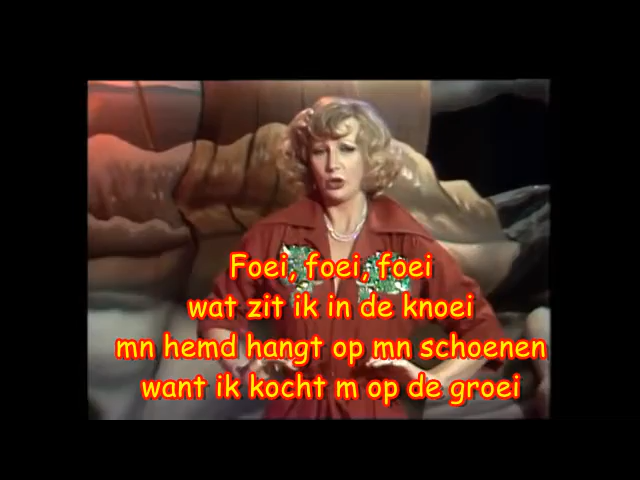 Foei, foei, foei
wat zit ik in de knoei
mn hemd hangt op mn schoenen
want ik kocht m op de groei